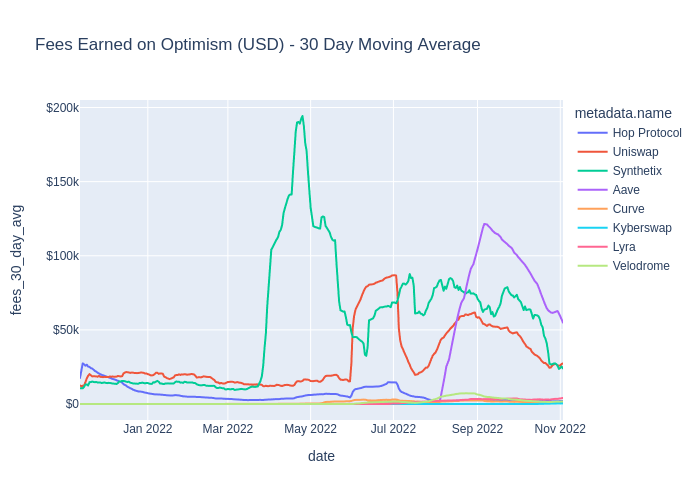 Fees Earned on Optimism (USD) - 30 Day Moving Average
metadata.name
Hop Protocol
Uniswap
Synthetix
Aave
Curve
Kyberswap
Lyra
Velodrome
fees_30_day_avg
$200k
$150k
$100k
$50k
$0
Jan 2022
Mar 2022
May 2022
Jul 2022
Sep 2022
Nov 2022
date